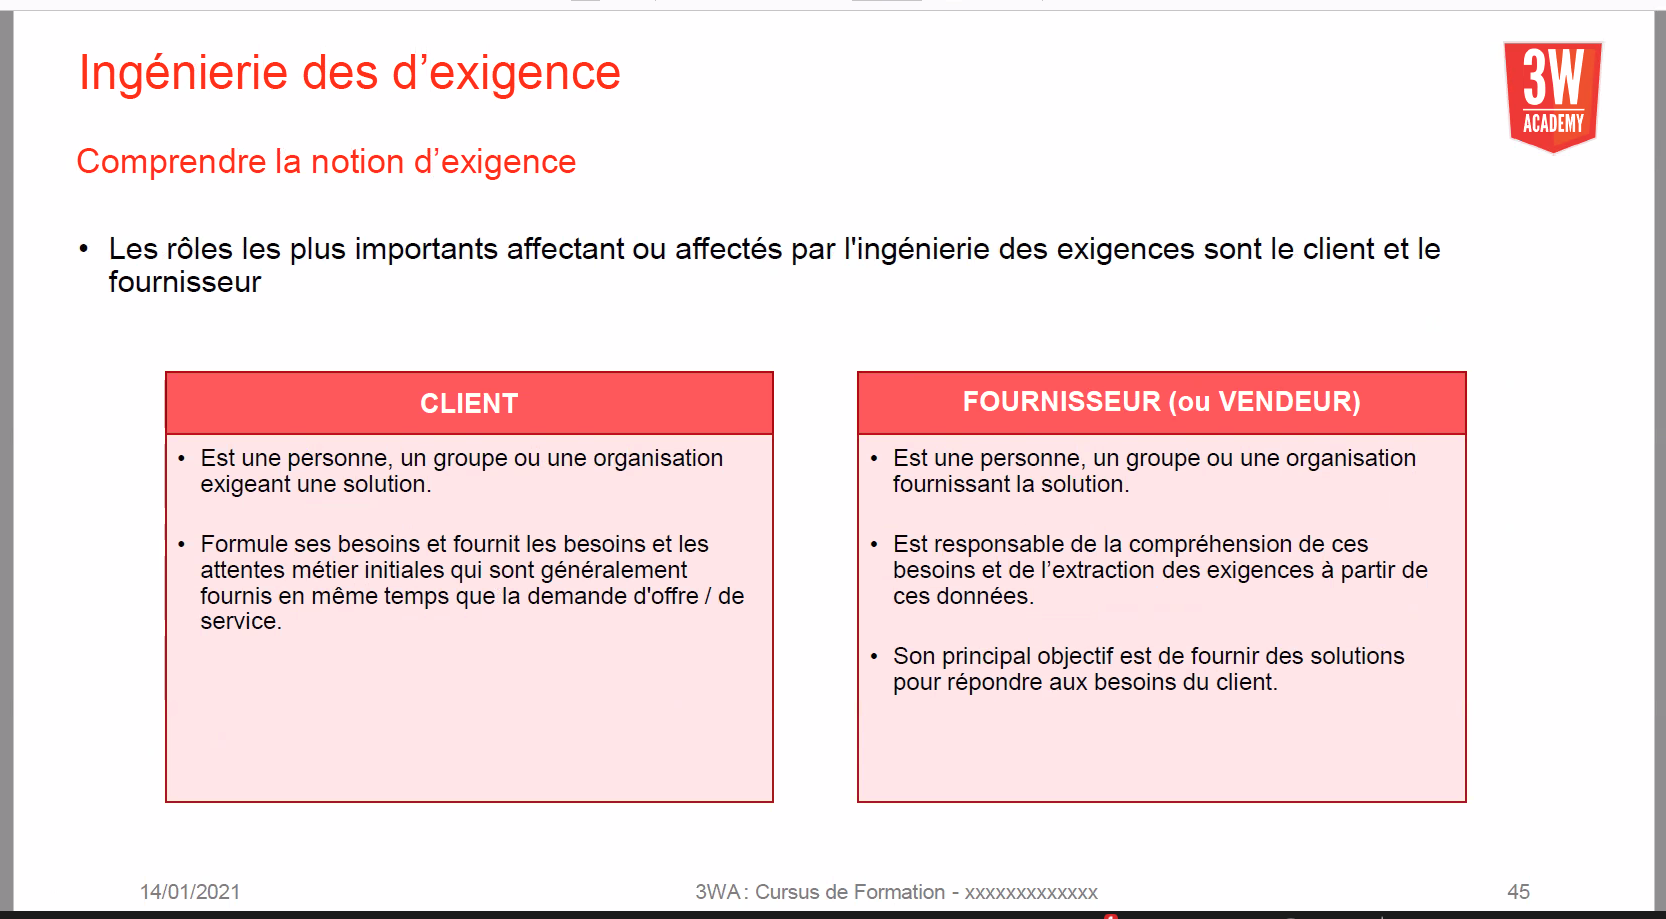 Ingénierie des d’exigence
3W
ACADEMY
Comprendre la notion d’exigence
• Les rôles les plus importants affectant ou affectés par l'ingénierie des exigences sont le client et le
fournisseur
CLIENT
• Est une personne, un groupe ou une organisation
exigeant une solution.
• Formule ses besoins et fournit les besoins et les
attentes métier initiales qui sont généralement
fournis en même temps que la demande d'offre / de
service.
FOURNISSEUR (ou VENDEUR)
• Est une personne, un groupe ou une organisation
fournissant la solution.
• Est responsable de la compréhension de ces
besoins et de l’extraction des exigences à partir de
ces données.
• Son principal objectif est de fournir des solutions
pour répondre aux besoins du client.
14/01/2021
3WA : Cursus de Formation - xxxxxxxxxxxxx
45